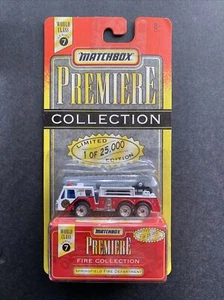 WORLD CLASS
7
MATCHBOX
PREMIERE
COLLECTION
LIMITED
1 OF 25,000
EDITION
WORLD CLASS
7
PREMIERE
FIRE COLLECTION
SPRINGFIELD FIRE DEPARTMENT